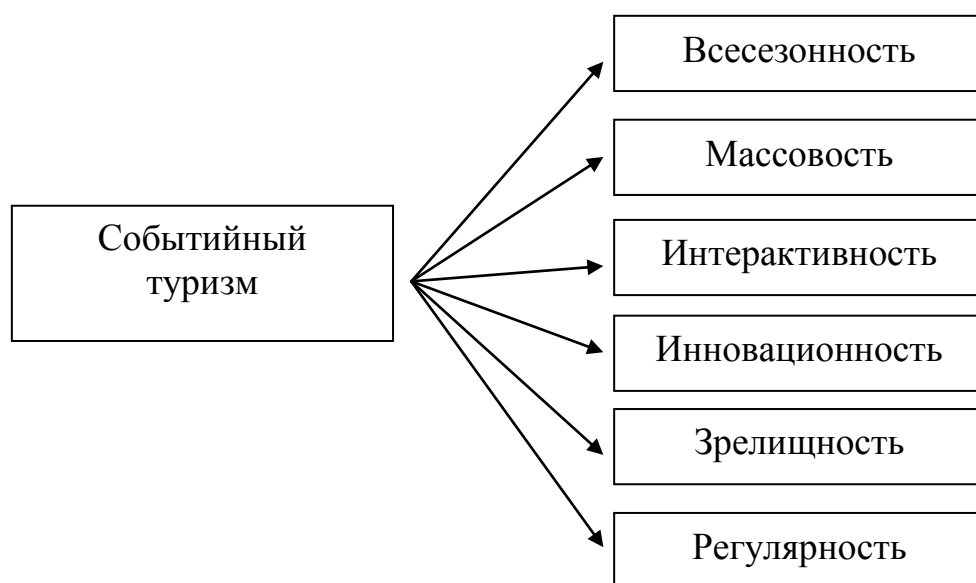 Событийный
туризм
Всесезонность
Массовость
Интерактивность
Инновационность
Зрелищность
Регулярность